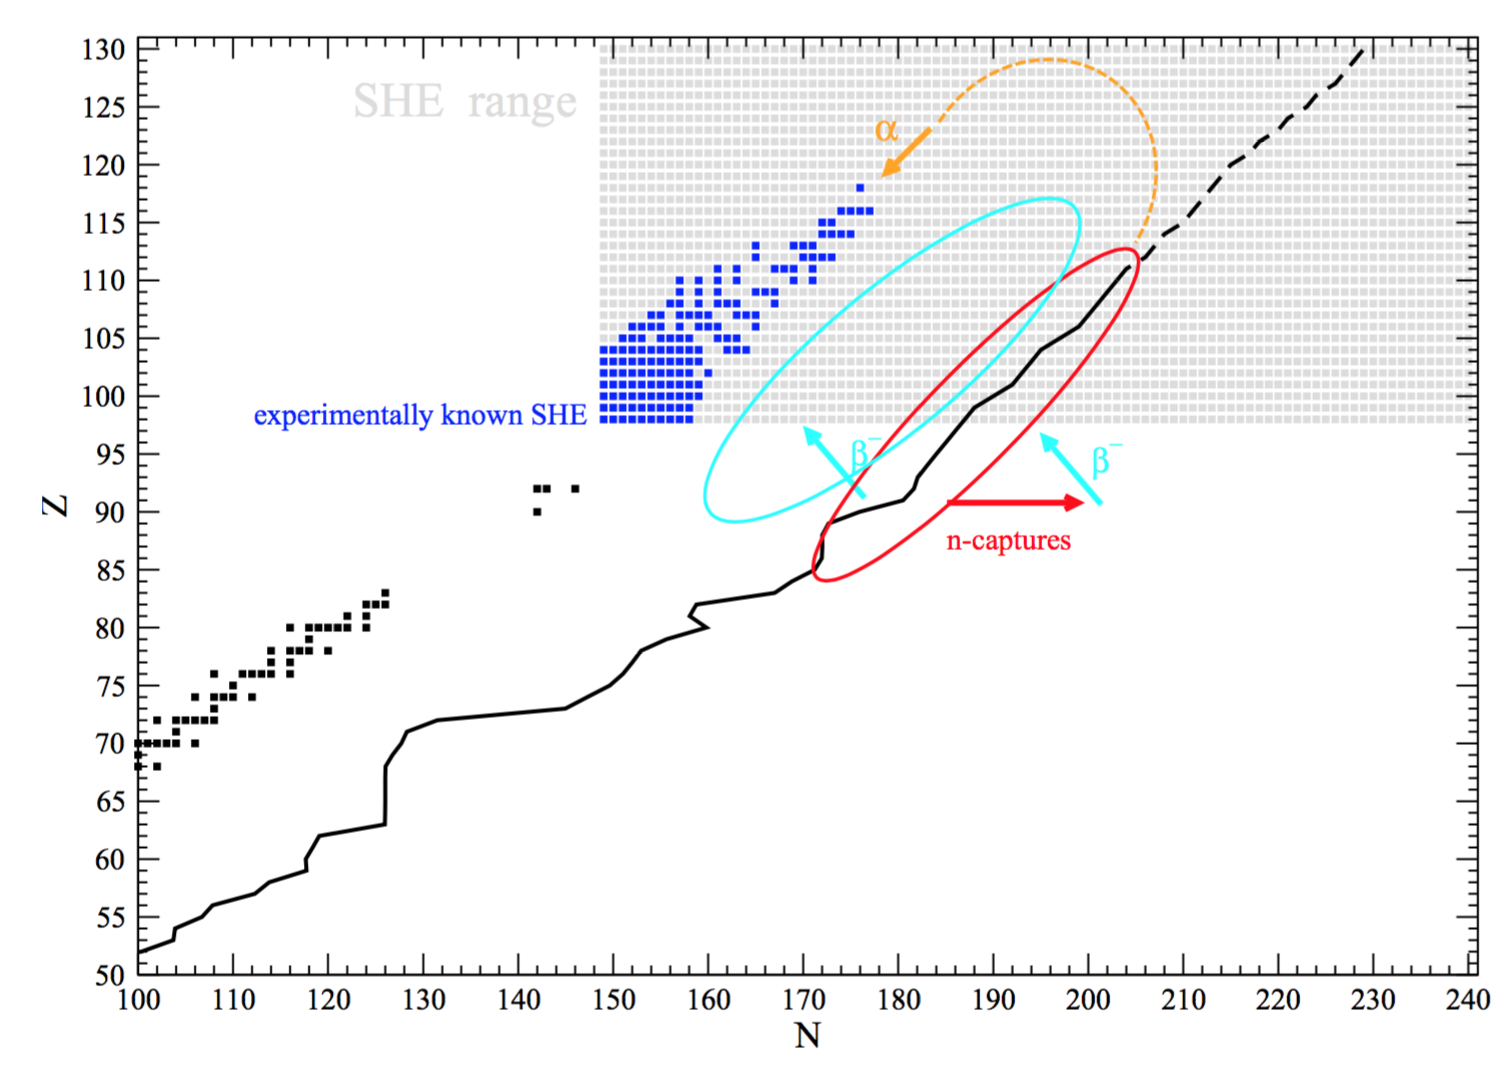 130
125
120
115
110
105
100
95
90
85
80
75
70
65
60
55
50
Z
SHE range
α
experimentally known SHE
β⁻
β⁻
n-captures
100 110 120 130 140 150 160 170 180 190 200 210 220 230 240
N